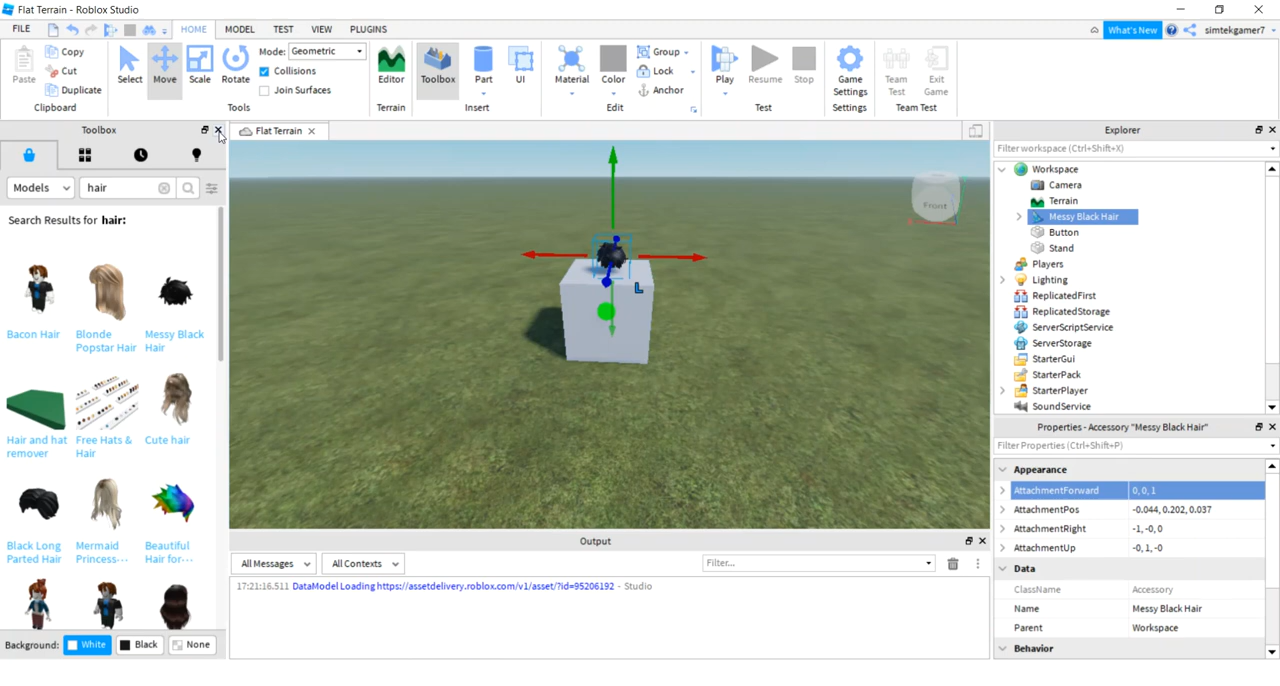 Flat Terrain - Roblox Studio
FILE HOME MODEL TEST VIEW PLUGINS What's New simtekgamer7
Paste Copy Cut Duplicate Clipboard
Select Move Scale Rotate Mode: Geometric Collisions Join Surfaces Tools
Editor Terrain
Toolbox Part UI Insert
Material Color Group Lock Anchor Edit
Play Resume Stop Test
Game Settings Settings
Team Test Exit Game Team Test
Toolbox
Models hair
Search Results for hair:
Bacon Hair
Blonde Popstar Hair
Messy Black Hair
Hair and hat remover
Free Hats & Hair
Cute hair
Black Long Parted Hair
Mermaid Princess···
Beautiful Hair for···
Background: White Black None
Flat Terrain
Front
L
Output
All Messages All Contexts Filter...
17:21:16.511 DataModel Loading https://assetdelivery.roblox.com/v1/asset/?id=95206192 - Studio
Explorer
Filter workspace (Ctrl+Shift+X)
Workspace
Camera
Terrain
Messy Black Hair
Button
Stand
Players
Lighting
ReplicatedFirst
ReplicatedStorage
ServerScriptService
ServerStorage
StarterGui
StarterPack
StarterPlayer
SoundService
Properties - Accessory "Messy Black Hair"
Filter Properties (Ctrl+Shift+P)
Appearance
AttachmentForward 0, 0, 1
AttachmentPos -0.044, 0.202, 0.037
AttachmentRight -1, -0, 0
AttachmentUp -0, 1, -0
Data
ClassName Accessory
Name Messy Black Hair
Parent Workspace
Behavior